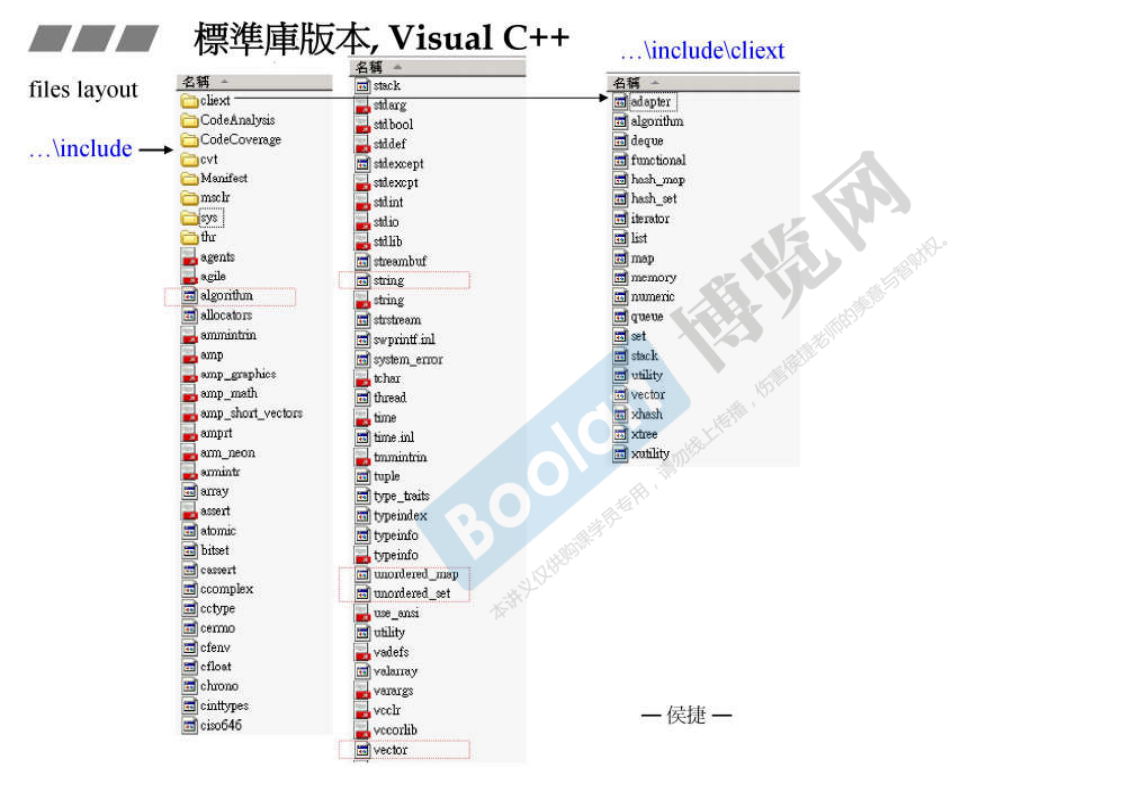 標準庫版本, Visual C++
files layout
…\include
名稱
cliext
CodeAnalysis
CodeCoverage
cvt
Manifest
msclr
sys
thr
agents
agile
algorithm
allocators
ammintrin
amp
amp_graphics
amp_math
amp_short_vectors
amprt
arm_neon
armintr
array
assert
atomic
bitset
cassert
ccomplex
cctype
cerrno
cfenv
cfloat
chrono
cinttypes
ciso646
名稱
stack
stdarg
stdbool
stddef
stdexcept
stdexcpt
stdint
stdio
stdlib
streambuf
string
string
strstream
swprintf.inl
system_error
tchar
thread
time
time.inl
tmmintrin
tuple
type_traits
typeindex
typeinfo
typeinfo
unordered_map
unordered_set
use_ansi
utility
vadefs
valarray
varargs
vcclr
vccorlib
vector
…\include\cliext
名稱
adapter
algorithm
deque
functional
hash_map
hash_set
iterator
list
map
memory
numeric
queue
set
stack
utility
vector
xhash
xtree
xutility
Boolan
博览网
本讲义仅供购课学员专用，请勿线上传播，伤害侯捷老师的美意与智财权。
— 侯捷 —